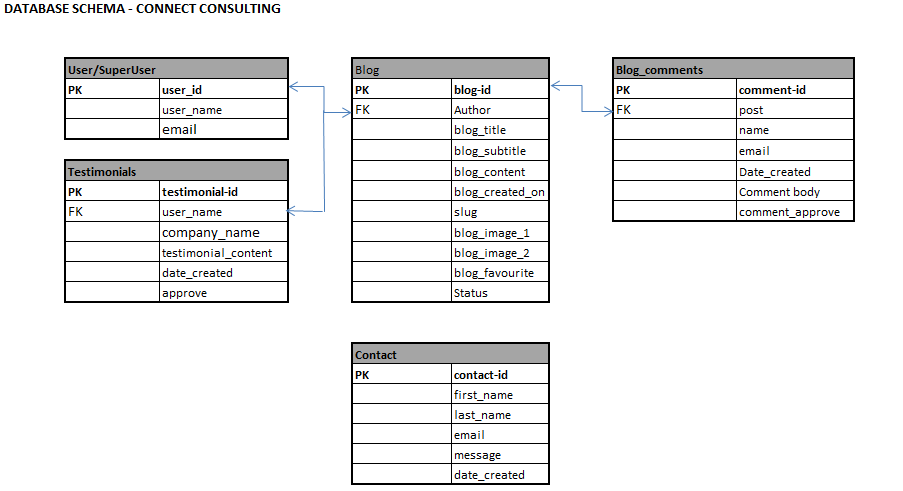 DATABASE SCHEMA - CONNECT CONSULTING
User/SuperUser
PK user_id
user_name
email
Testimonials
PK testimonial-id
FK user_name
company_name
testimonial_content
date_created
approve
Blog
PK blog-id
FK Author
blog_title
blog_subtitle
blog_content
blog_created_on
slug
blog_image_1
blog_image_2
blog_favourite
Status
Blog_comments
PK comment-id
FK post
name
email
Date_created
Comment body
comment_approve
Contact
PK contact-id
first_name
last_name
email
message
date_created